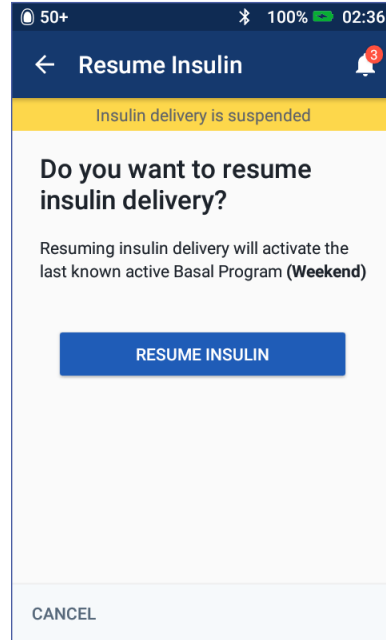 50+ 100% 02:36
Resume Insulin 3
Insulin delivery is suspended
Do you want to resume
insulin delivery?
Resuming insulin delivery will activate the
last known active Basal Program (Weekend)
RESUME INSULIN
CANCEL